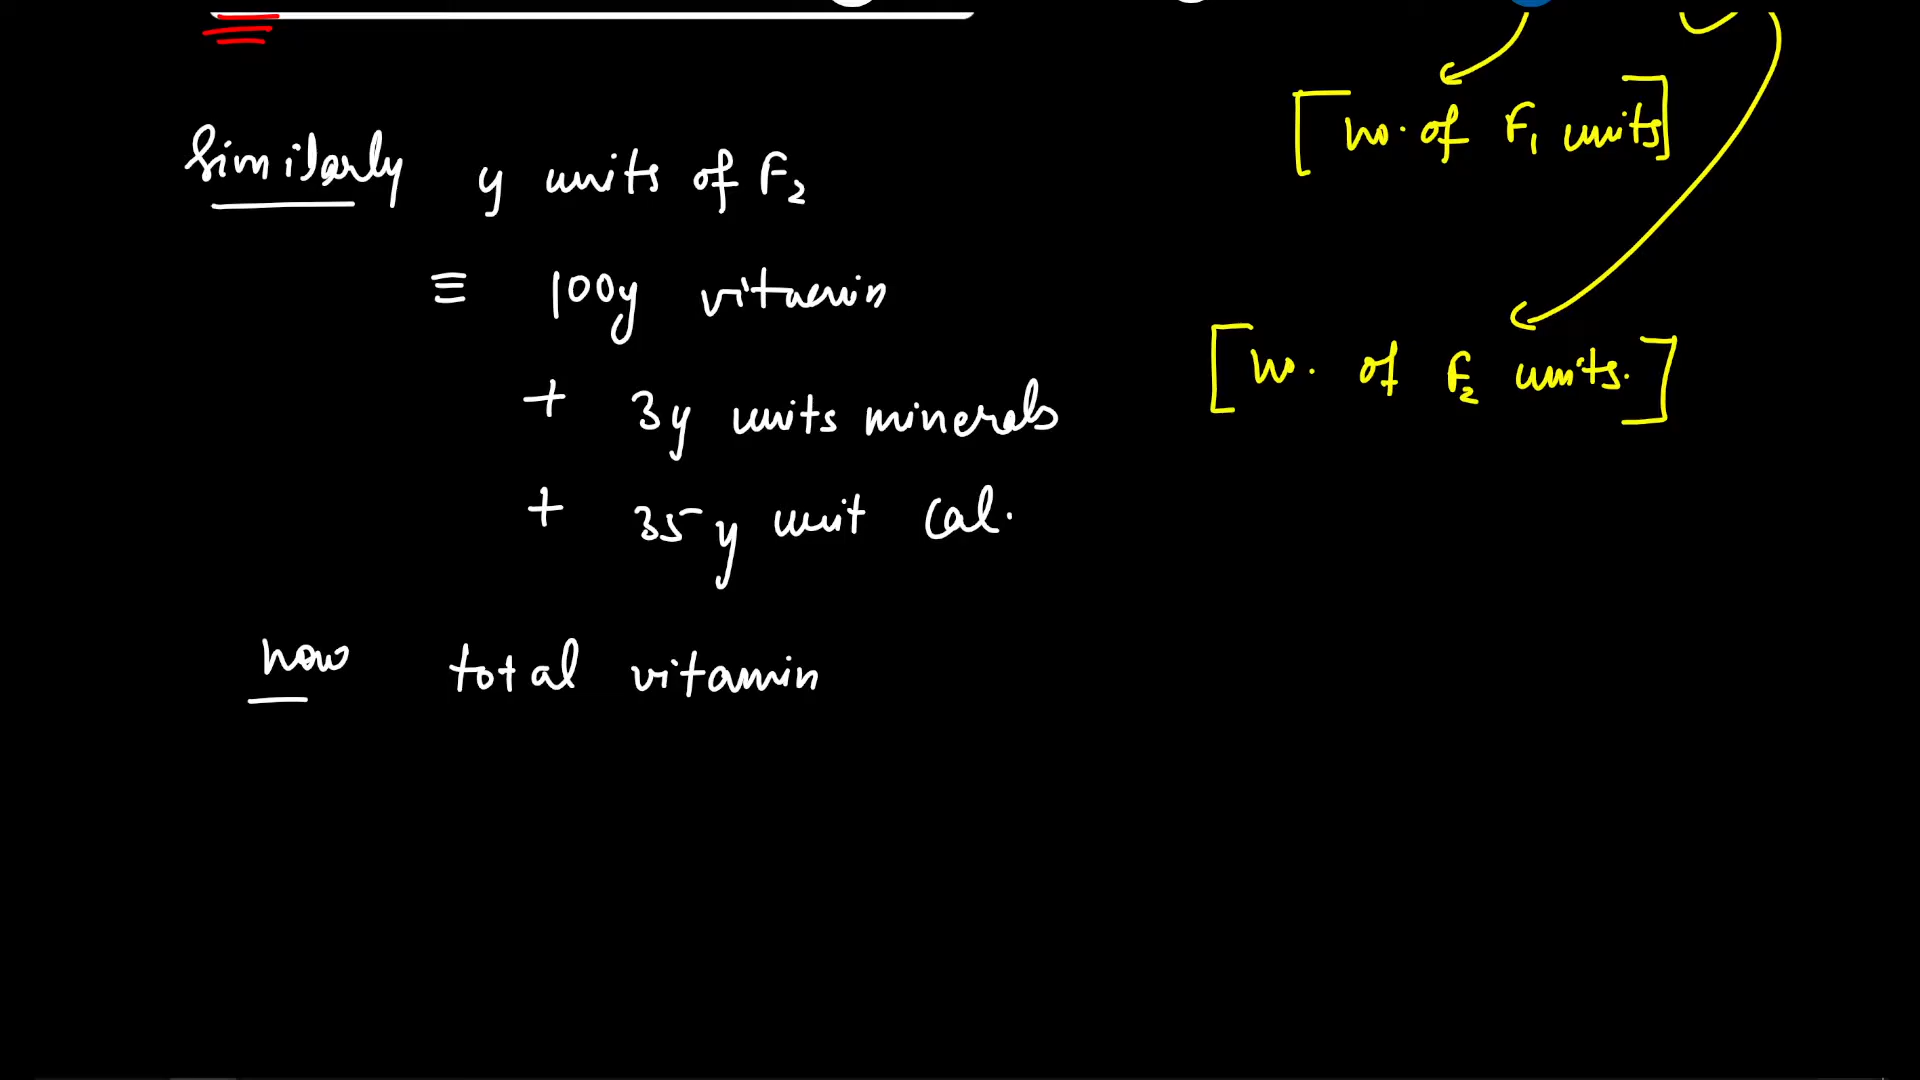 Similarly y units of F₂
≡ 100y vitamin
+ 3y units minerals
+ 35y unit Cal.
now total vitamin
[no. of F₁ units]
[no. of F₂ units.]